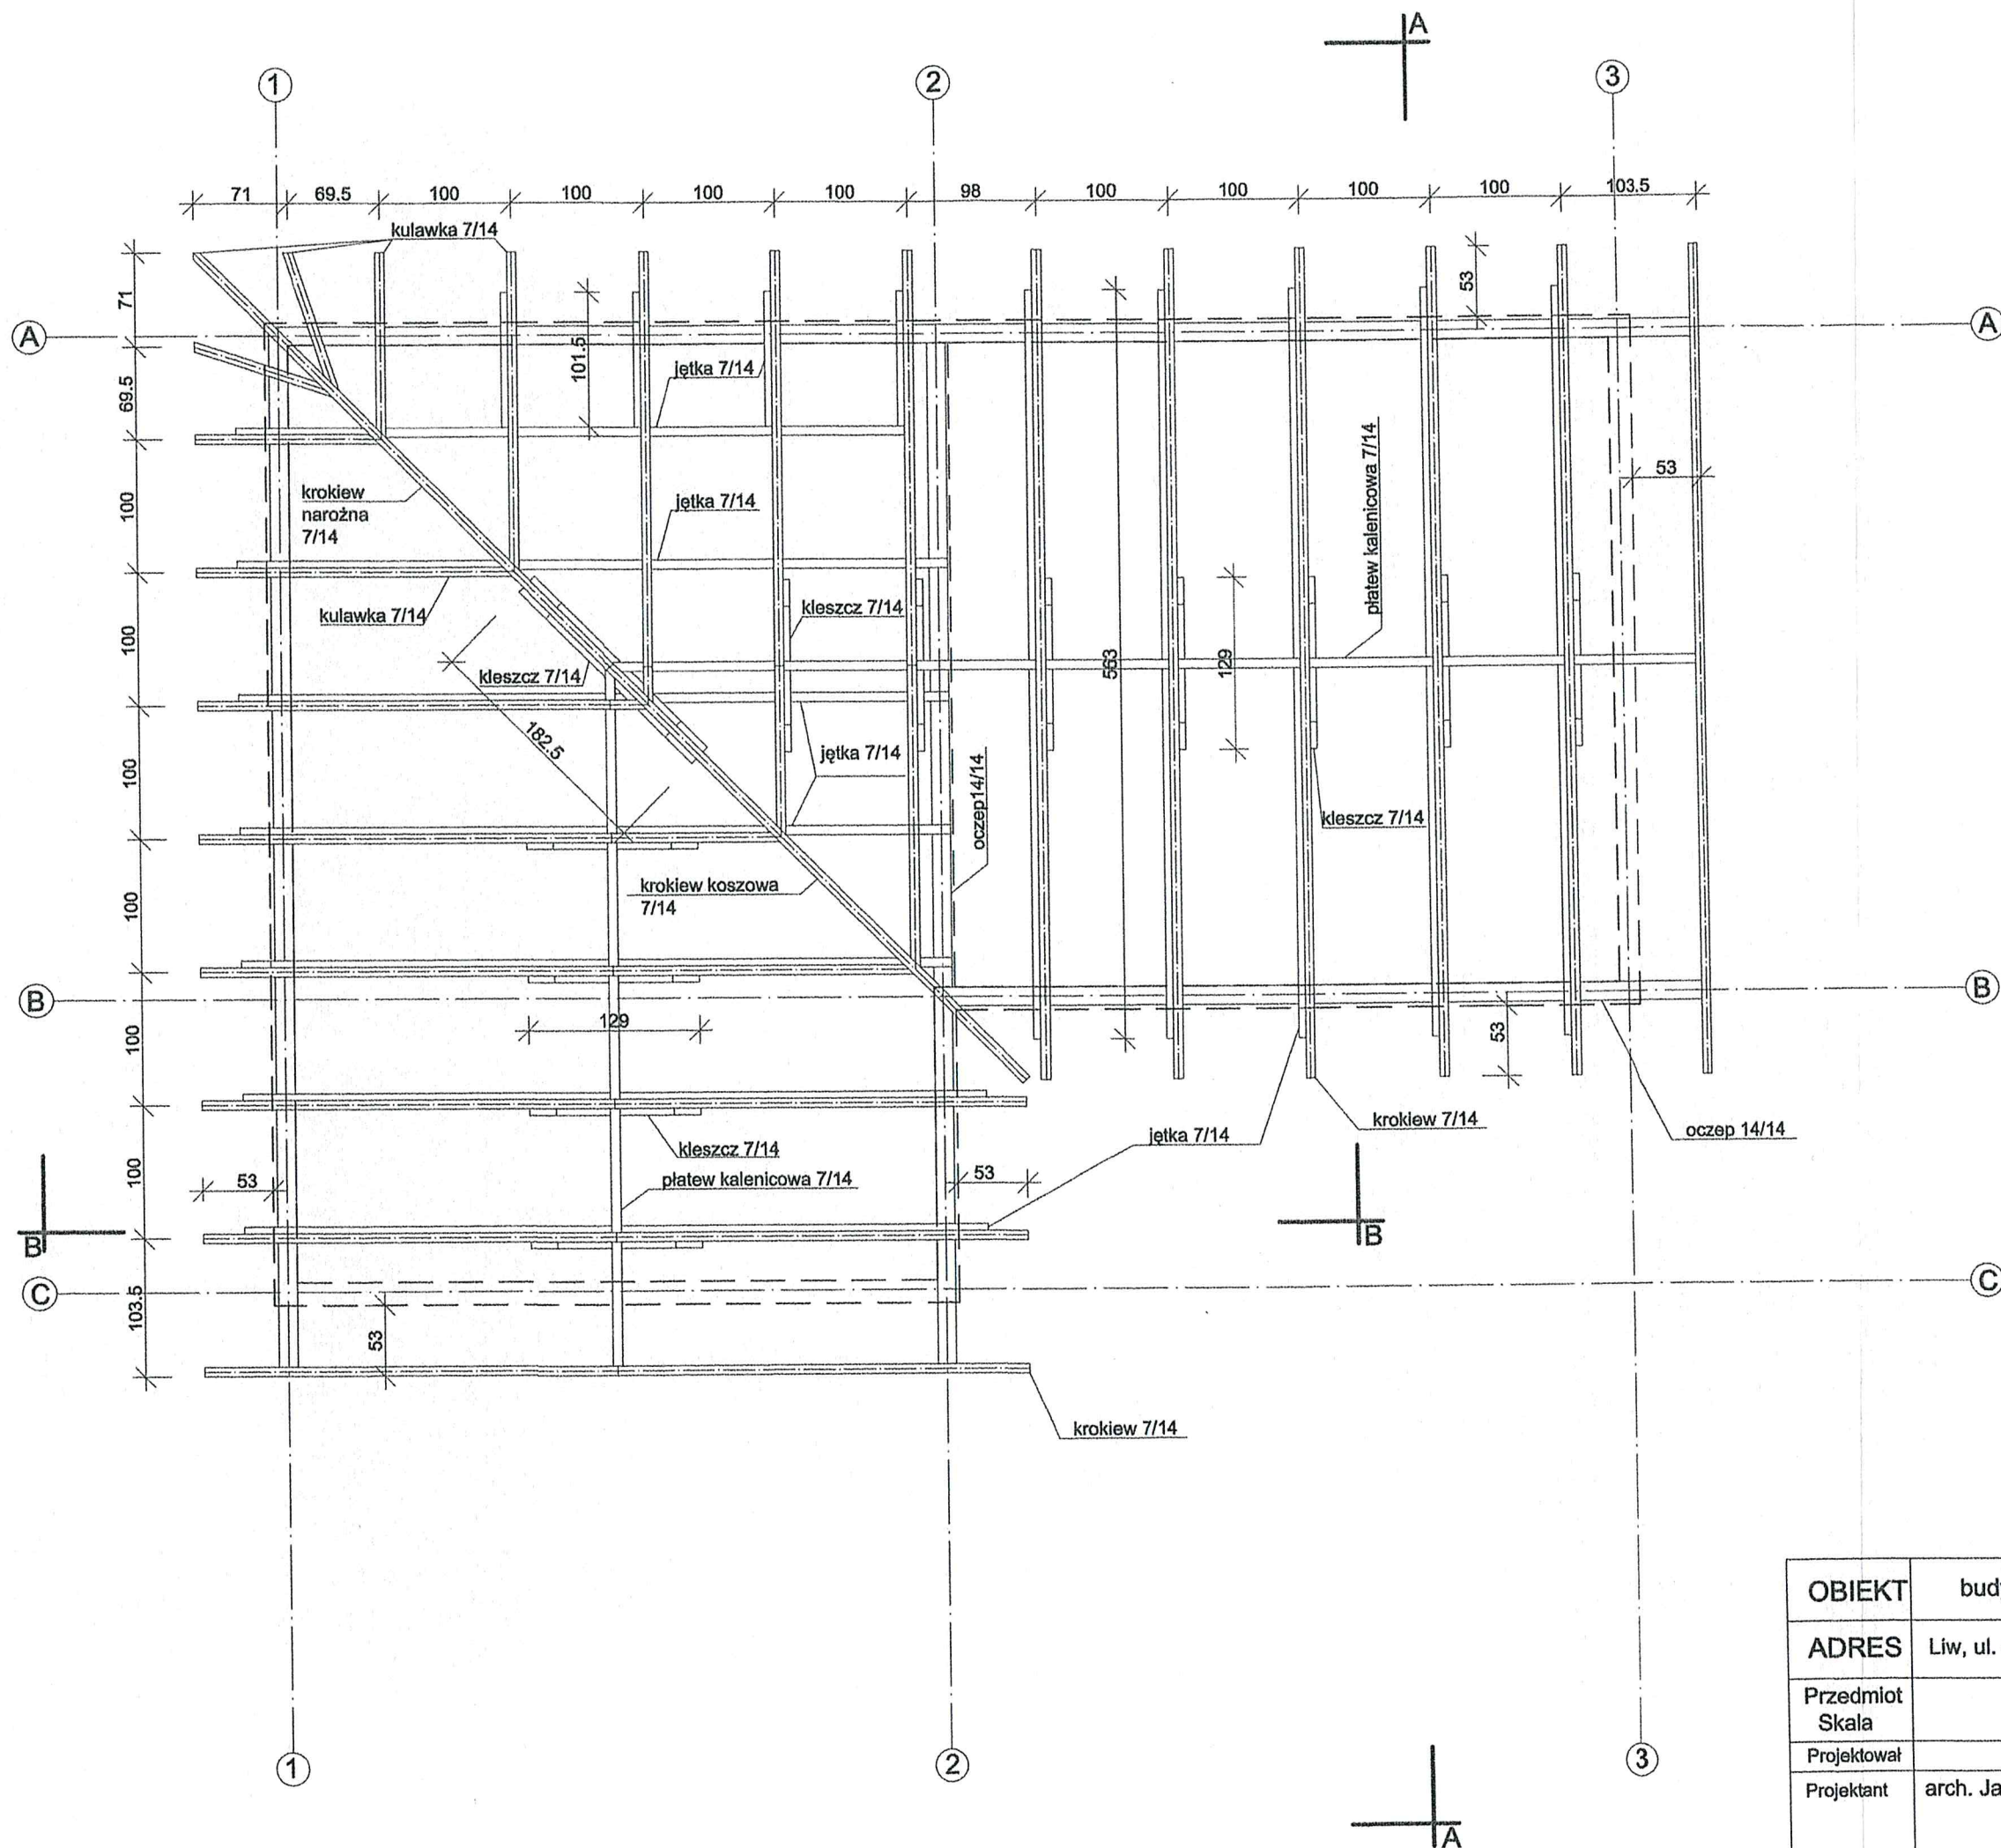 A
1
2
3
71
69.5
100
100
100
100
98
100
100
100
100
103.5
kulawka 7/14
71
53
A
A
101.5
jętka 7/14
69.5
płatew kalenicowa 7/14
53
krokiew
narożna
7/14
100
jętka 7/14
kulawka 7/14
kleszcz 7/14
100
kleszcz 7/14
563
129
182.5
jętka 7/14
100
oczep14/14
kleszcz 7/14
krokiew koszowa
7/14
100
B
B
129
53
100
krokiew 7/14
oczep 14/14
jętka 7/14
kleszcz 7/14
53
płatew kalenicowa 7/14
53
100
B
B
C
C
103.5
53
krokiew 7/14
1
2
3
A
OBIEKT
bud
ADRES
Liw, ul.
Przedmiot
Skala
Projektował
Projektant
arch. Ja